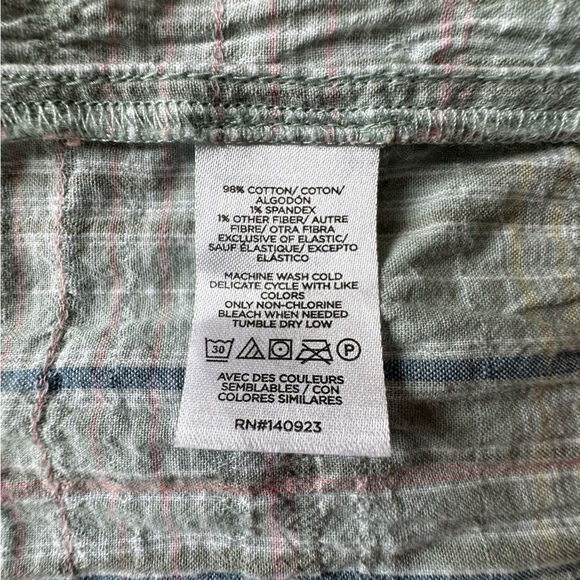 98% COTTON/ COTON/
ALGODÓN
1% SPANDEX
1% OTHER FIBER/ AUTRE
FIBRE/ OTRA FIBRA
EXCLUSIVE OF ELASTIC/
SAUF ÉLASTIQUE/ EXCEPTO
ELÁSTICO
MACHINE WASH COLD
DELICATE CYCLE WITH LIKE
COLORS
ONLY NON-CHLORINE
BLEACH WHEN NEEDED
TUMBLE DRY LOW
30 P
AVEC DES COULEURS
SEMBLABLES / CON
COLORES SIMILARES
RN#140923